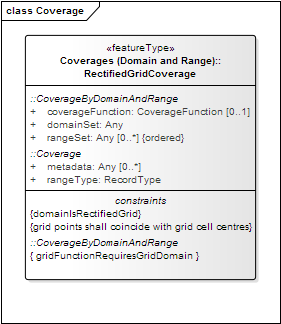 class Coverage
«featureType»
Coverages (Domain and Range)::
RectifiedGridCoverage
::CoverageByDomainAndRange
+ coverageFunction: CoverageFunction [0..1]
+ domainSet: Any
+ rangeSet: Any [0..*] {ordered}
::Coverage
+ metadata: Any [0..*]
+ rangeType: RecordType
constraints
{domainIsRectifiedGrid}
{grid points shall coincide with grid cell centres}
::CoverageByDomainAndRange
{ gridFunctionRequiresGridDomain }